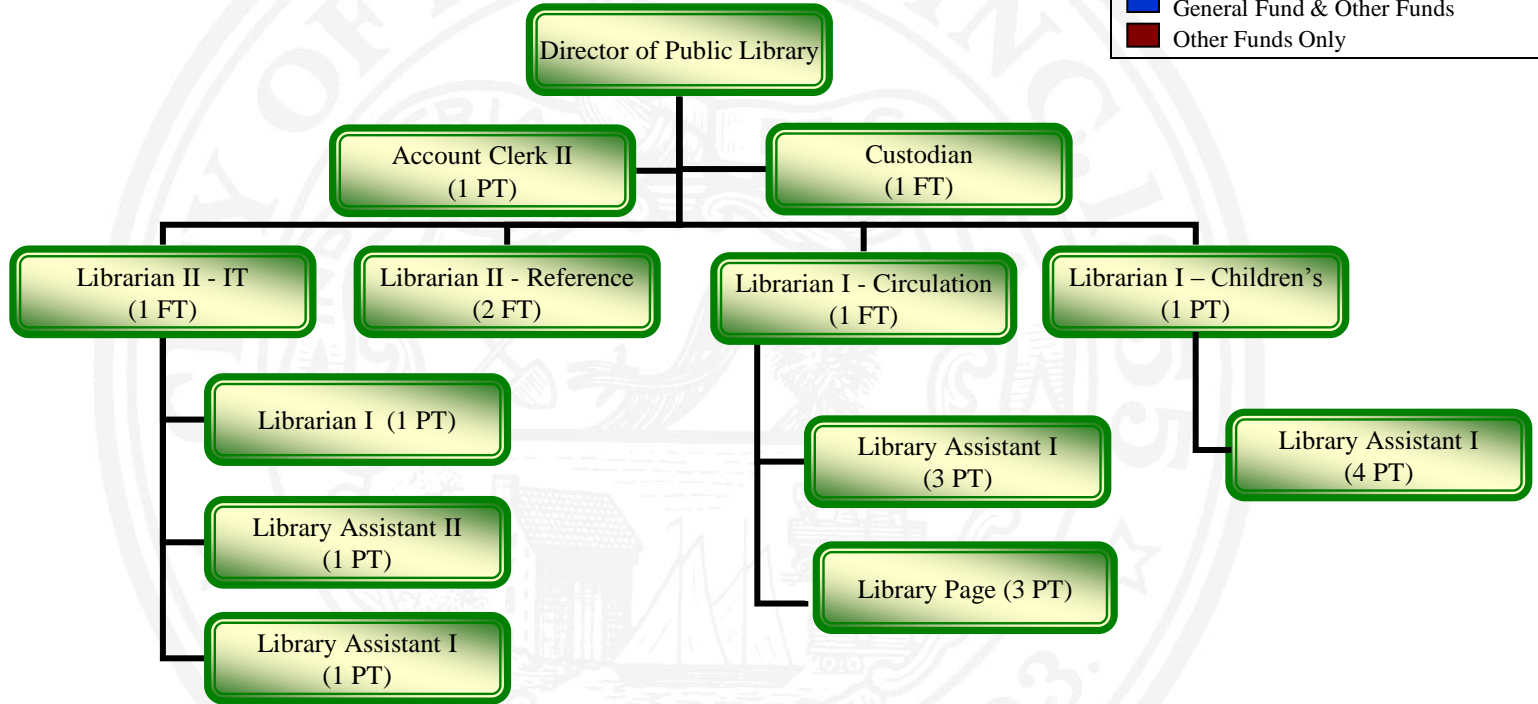 General Fund & Other Funds
Other Funds Only
Director of Public Library
Account Clerk II
(1 PT)
Custodian
(1 FT)
Librarian II - IT
(1 FT)
Librarian II - Reference
(2 FT)
Librarian I - Circulation
(1 FT)
Librarian I – Children’s
(1 PT)
Librarian I (1 PT)
Library Assistant II
(1 PT)
Library Assistant I
(1 PT)
Library Assistant I
(3 PT)
Library Page (3 PT)
Library Assistant I
(4 PT)